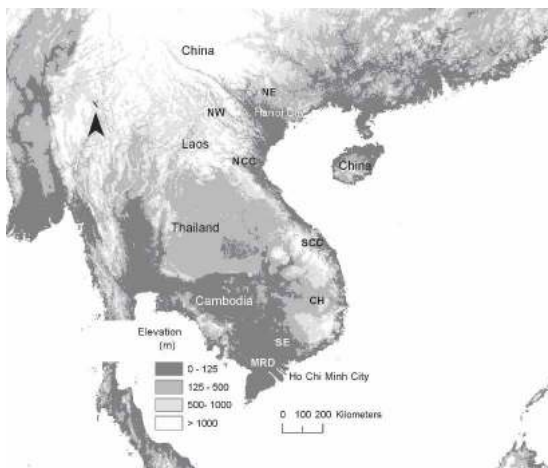 China
NE
Hanoi City
NW
Laos
NCC
China
Thailand
SCC
Cambodia
CH
SE
MRD
Ho Chi Minh City
Elevation
(m)
0 - 125
125 - 500
500- 1000
> 1000
0 100 200 Kilometers